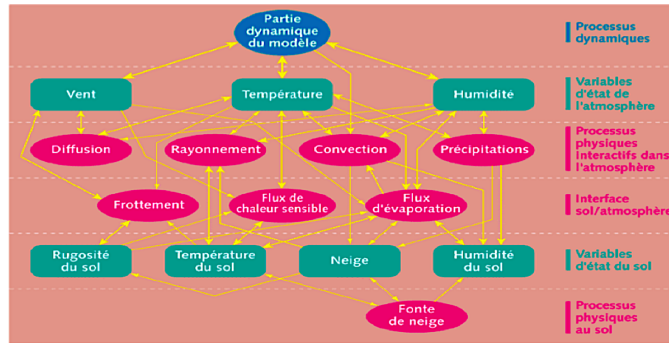 Partie
dynamique
du modèle
Processus
dynamiques
Vent
Température
Humidité
Variables
d'état de
l'atmosphère
Diffusion
Rayonnement
Convection
Précipitations
Processus
physiques
interactifs dans
l'atmosphère
Frottement
Flux de
chaleur sensible
Flux
d'évaporation
Interface
sol/atmosphère
Rugosité
du sol
Température
du sol
Neige
Humidité
du sol
Variables
d'état du sol
Fonte
de neige
Processus
physiques
au sol